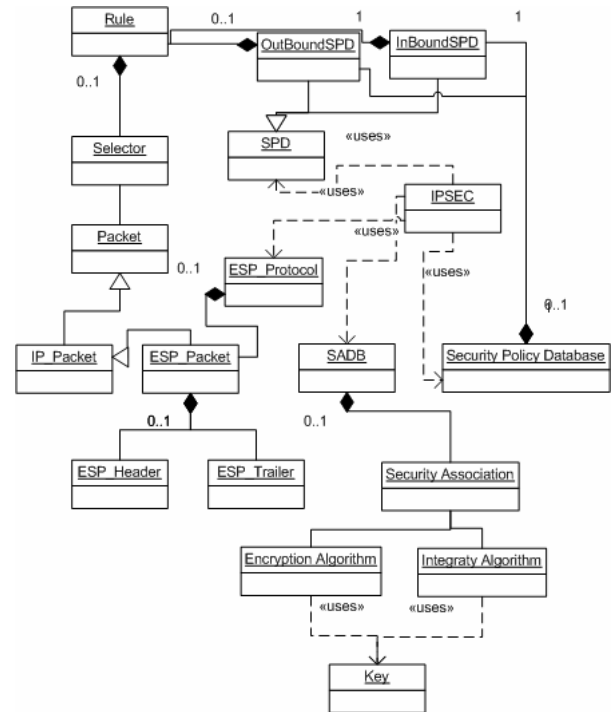 Rule
0..1
1
1
OutBoundSPD
InBoundSPD
0..1
«uses»
SPD
Selector
«uses»
IPSEC
Packet
«uses»
0..1
ESP_Protocol
«uses»
0..1
IP_Packet
ESP_Packet
SADB
Security Policy Database
0..1
0..1
ESP_Header
ESP_Trailer
Security Association
Encryption Algorithm
Integraty Algorithm
«uses»
«uses»
Key